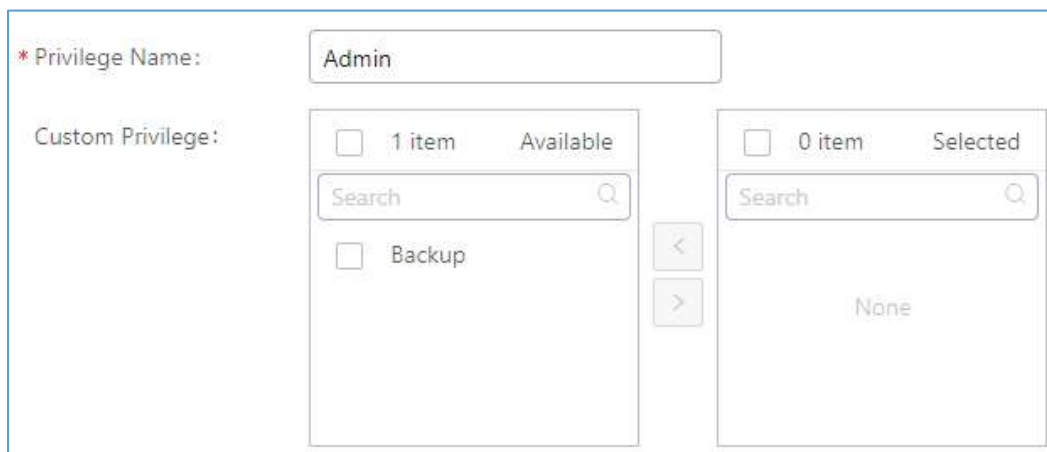 * Privilege Name: Admin
Custom Privilege: 1 item Available 0 item Selected
Search Search
Backup
< 
> None